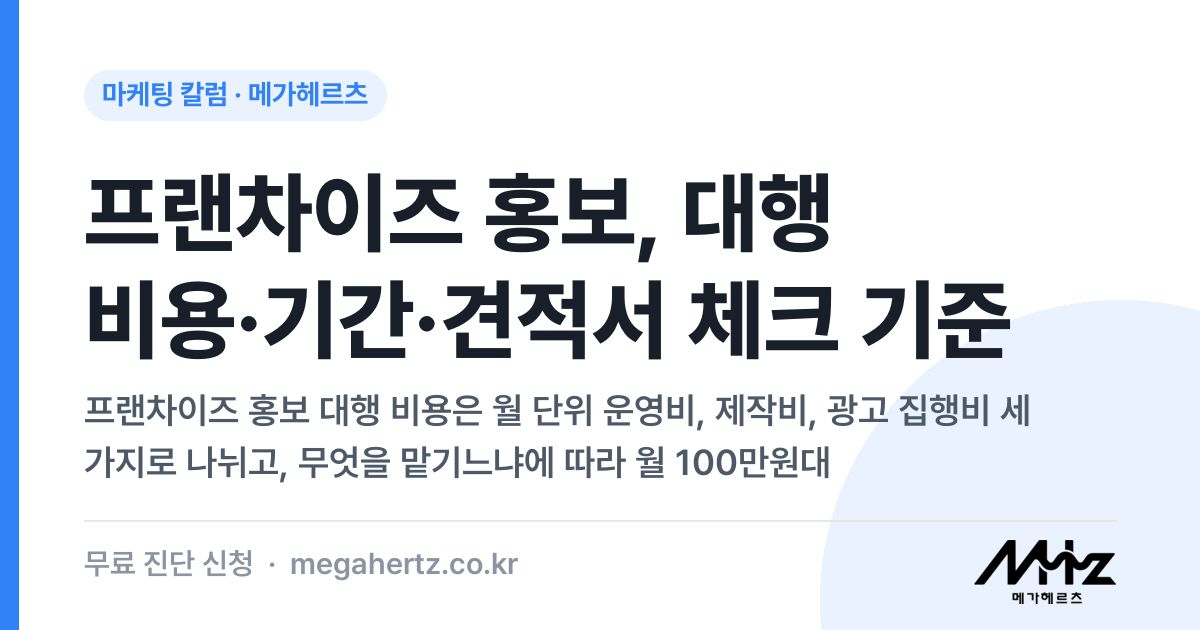 마케팅 칼럼 · 메가헤르츠
프랜차이즈 홍보, 대행
비용·기간·견적서 체크 기준
프랜차이즈 홍보 대행 비용은 월 단위 운영비, 제작비, 광고 집행비 세
가지로 나뉘고, 무엇을 맡기느냐에 따라 월 100만원대
무료 진단 신청 · megahertz.co.kr
MHz
메가헤르츠